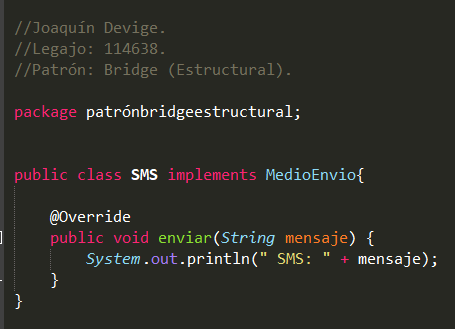 //Joaquín Devige.
//Legajo: 114638.
//Patrón: Bridge (Estructural).
package patrónbridgeestructural;
public class SMS implements MedioEnvio{
@Override
public void enviar(String mensaje) {
System.out.println(" SMS: " + mensaje);
}
}